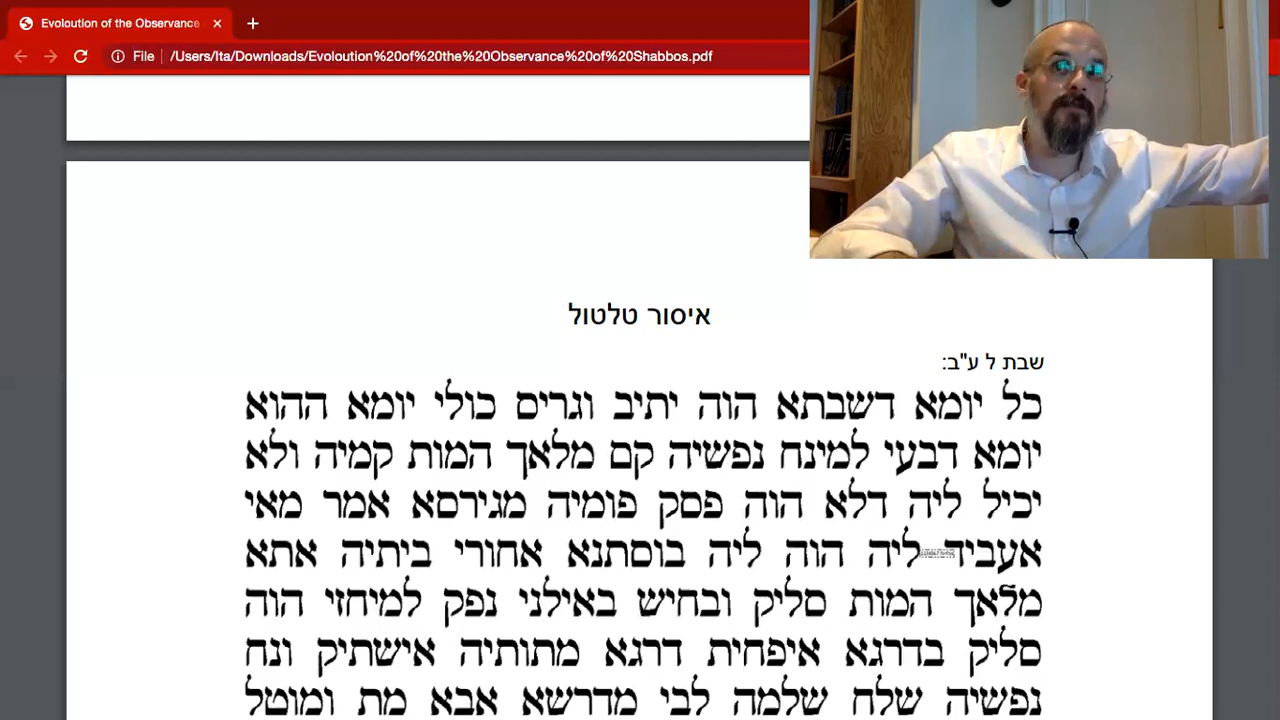 Evoloution of the Observance
File
/Users/Ita/Downloads/Evoloution%20of%20the%20Observance%20of%20Shabbos.pdf
איסור טלטול
שבת ל ע"ב:
כל יומא דשבתא הוה יתיב וגריס כולי יומא ההוא
יומא דבעי למינח נפשיה קם מלאך המות קמיה ולא
יכיל ליה דלא הוה פסק פומיה מגירסא אמר מאי
אעביד ליה הוה ליה בוסתנא אחורי ביתיה אתא
מלאך המות סליק ובחיש באילני נפק למיחזי הוה
סליק בדרגא איפחית דרגא מתותיה אישתיק ונח
נפשיה שלח שלמה לבי מדרשא אבא מת ומוטל